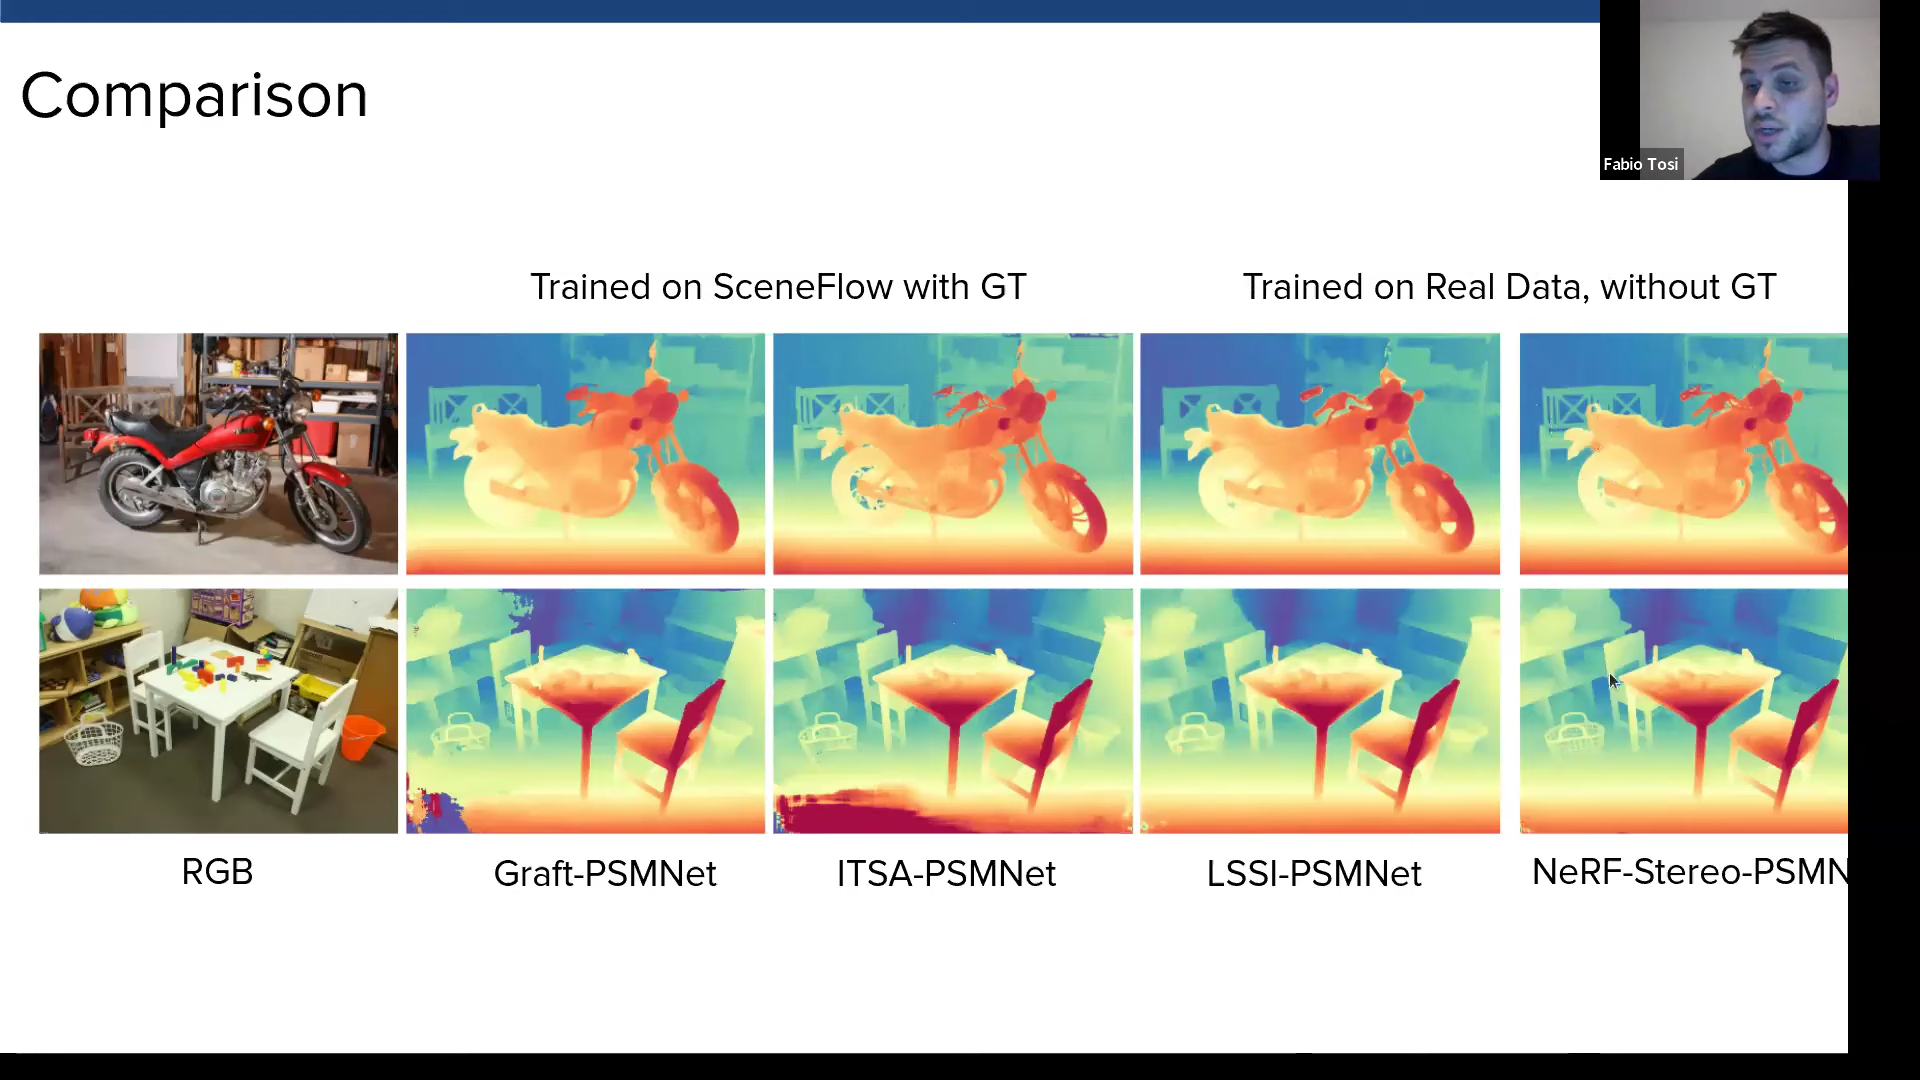 Comparison
Fabio Tosi
Trained on SceneFlow with GT
Trained on Real Data, without GT
RGB
Graft-PSMNet
ITSA-PSMNet
LSSI-PSMNet
NeRF-Stereo-PSMN